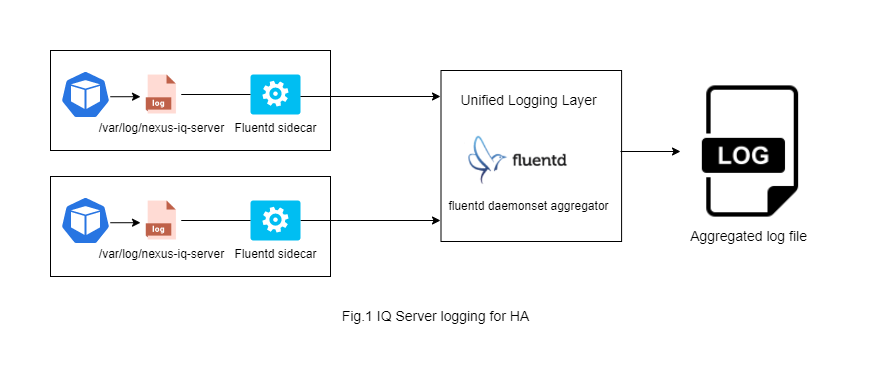 log
/var/log/nexus-iq-server
Fluentd sidecar
log
/var/log/nexus-iq-server
Fluentd sidecar
Unified Logging Layer
fluentd
fluentd daemonset aggregator
LOG
Aggregated log file
Fig.1 IQ Server logging for HA